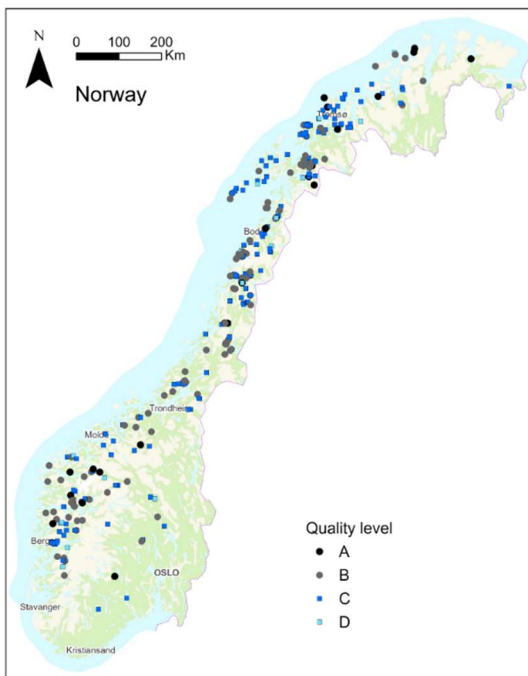 N
0 100 200
Km
Norway
Tromsø
Bodø
Trondheim
Molde
Bergen
OSLO
Stavanger
Kristiansand
Quality level
A
B
C
D